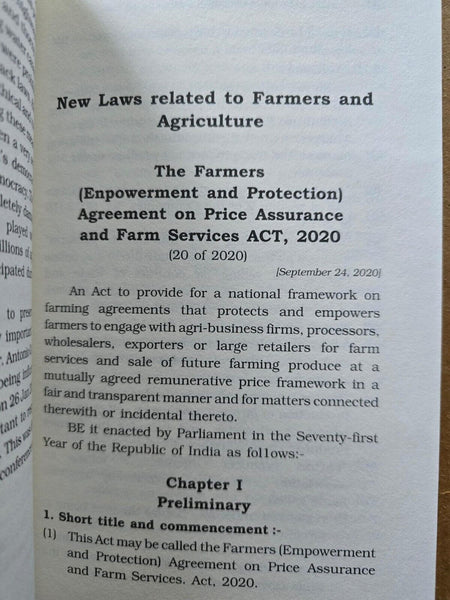 New Laws related to Farmers and
Agriculture
The Farmers
(Enpowerment and Protection)
Agreement on Price Assurance
and Farm Services ACT, 2020
(20 of 2020)
[September 24, 2020]
An Act to provide for a national framework on
farming agreements that protects and empowers
farmers to engage with agri-business firms, processors,
wholesalers, exporters or large retailers for farm
services and sale of future farming produce at a
mutually agreed remunerative price framework in a
fair and transparent manner and for matters connected
therewith or incidental thereto.
BE it enacted by Parliament in the Seventy-first
Year of the Republic of India as follows:-
Chapter I
Preliminary
1. Short title and commencement :-
(1) This Act may be called the Farmers (Empowerment
and Protection) Agreement on Price Assurance
and Farm Services. Act, 2020.